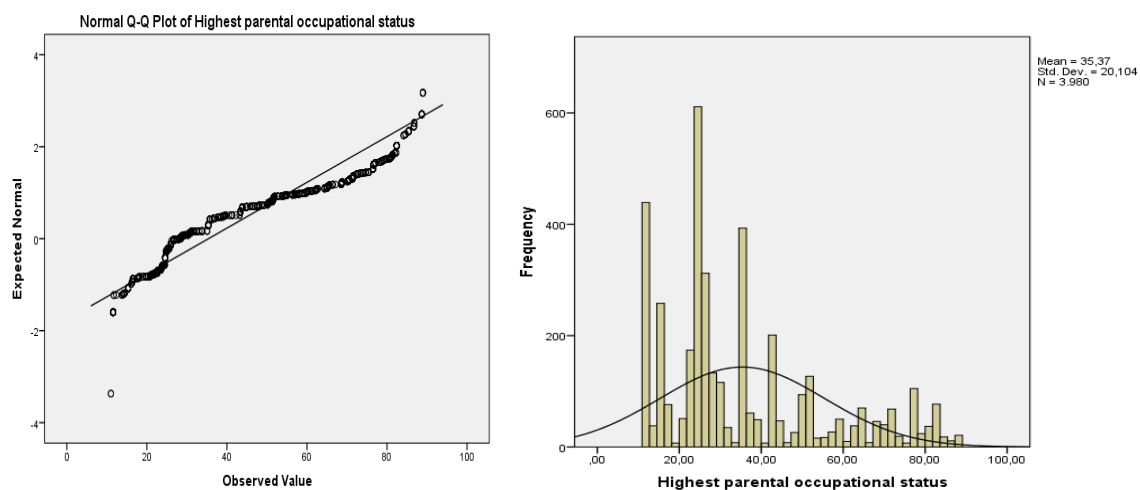 Normal Q-Q Plot of Highest parental occupational status
Expected Normal
4
2
0
-2
-4
0 20 40 60 80 100
Observed Value
Mean = 35,37
Std. Dev. = 20,104
N = 3.980
Frequency
600
400
200
0
,00 20,00 40,00 60,00 80,00 100,00
Highest parental occupational status